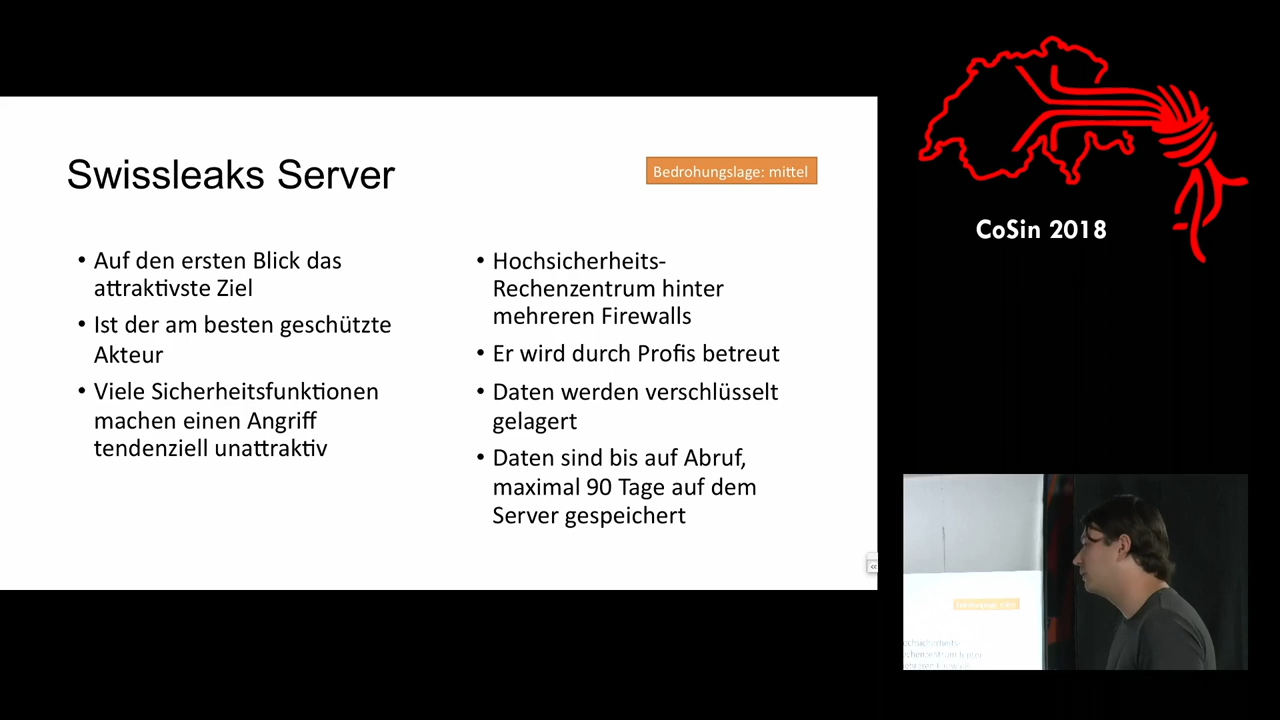 Swissleaks Server
Bedrohungslage: mittel
• Auf den ersten Blick das
attraktivste Ziel
• Ist der am besten geschützte
Akteur
• Viele Sicherheitsfunktionen
machen einen Angriff
tendenziell unattraktiv
• Hochsicherheits-
Rechenzentrum hinter
mehreren Firewalls
• Er wird durch Profis betreut
• Daten werden verschlüsselt
gelagert
• Daten sind bis auf Abruf,
maximal 90 Tage auf dem
Server gespeichert
CoSin 2018